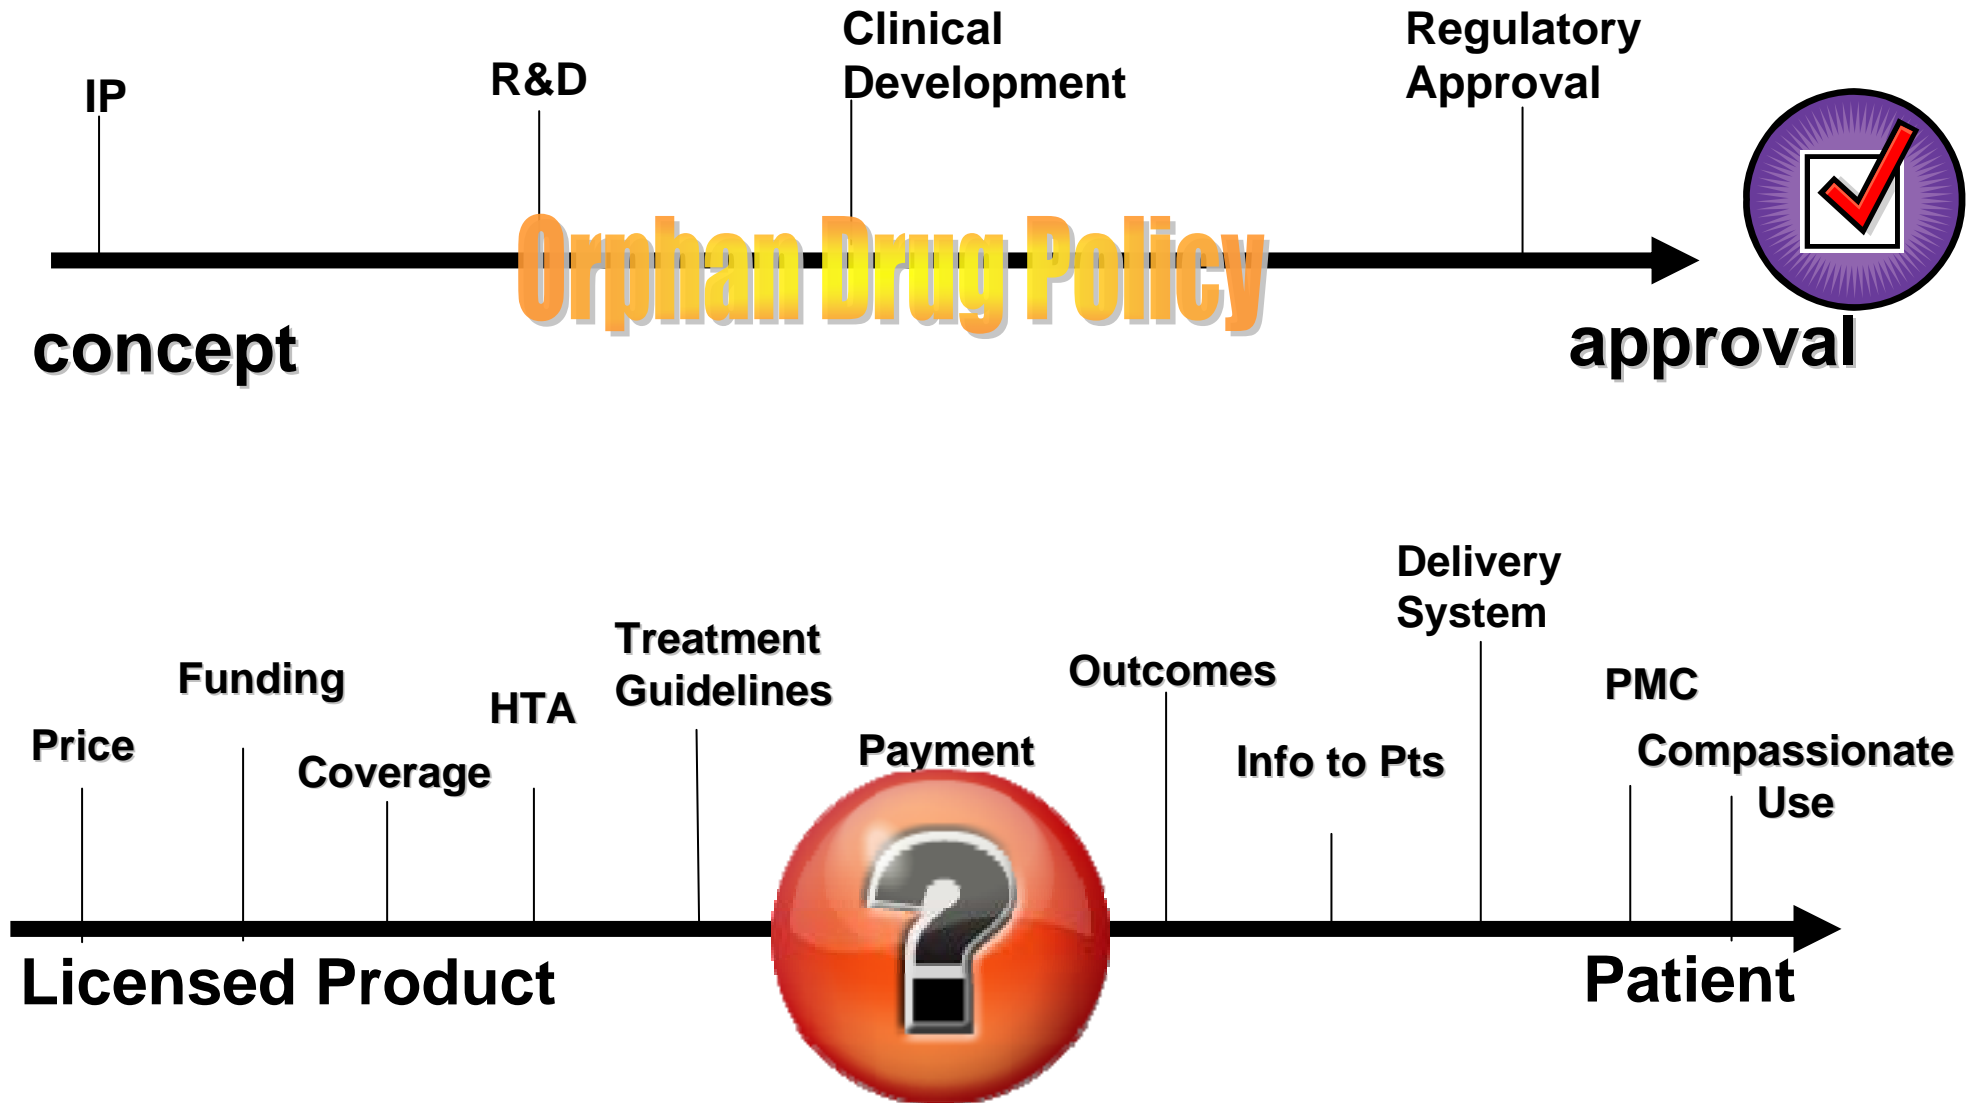 IP
R&D
Clinical
Development
Regulatory
Approval
Orphan Drug Policy
concept
approval
Price
Funding
Coverage
HTA
Treatment
Guidelines
Payment
Outcomes
Info to Pts
Delivery
System
PMC
Compassionate
Use
?
Licensed Product
Patient